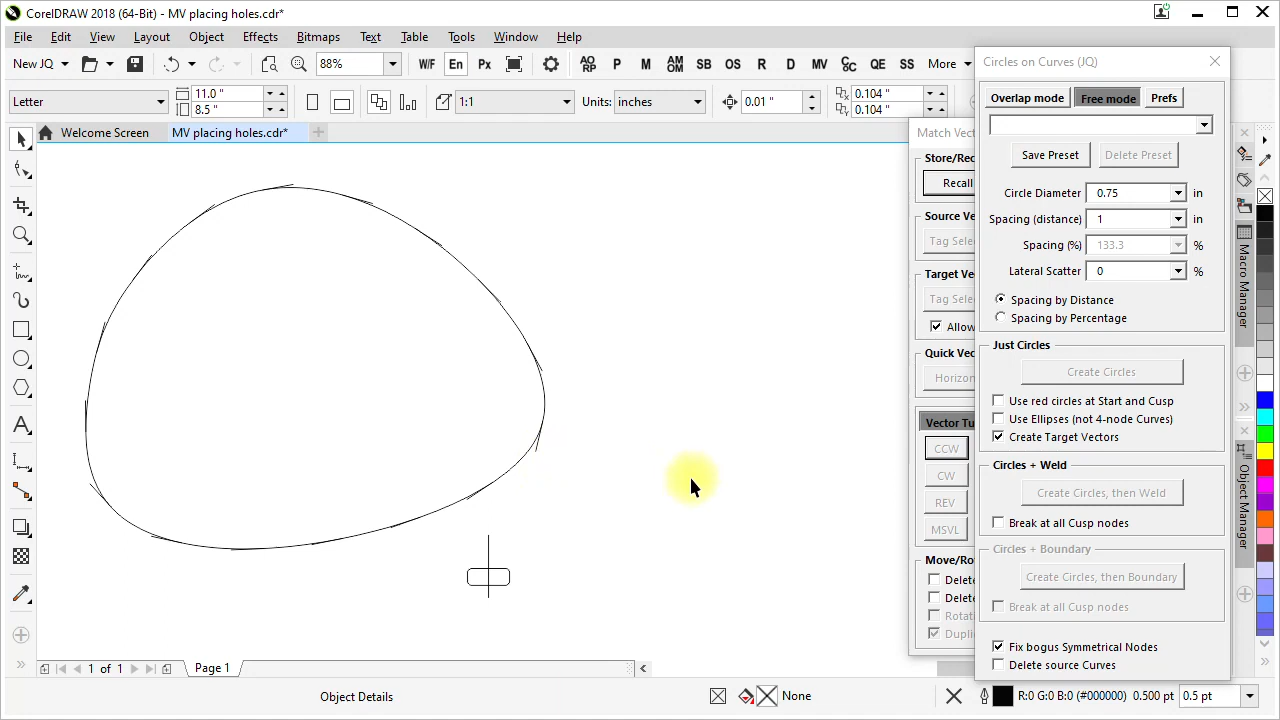 CorelDRAW 2018 (64-Bit) - MV placing holes.cdr*
File Edit View Layout Object Effects Bitmaps Text Table Tools Window Help
New JQ 88% W/F En Px AO RP P M AM OM SB OS R D MV QE SS More
Letter 11.0 " 8.5 " 1:1 Units: inches 0.01 " 0.104 " 0.104 "
Welcome Screen MV placing holes.cdr*
Match Vect
Store/Rec
Recall
Source Ve
Tag Selec
Target Vec
Tag Selec
Allow
Quick Vec
Horizon
Vector Tu
CCW
CW
REV
MSVL
Move/Ro
Delet
Delet
Rotati
Duplic
Circles on Curves (JQ)
Overlap mode Free mode Prefs
Save Preset Delete Preset
Circle Diameter 0.75 in
Spacing (distance) 1 in
Spacing (%) 133.3 %
Lateral Scatter 0 %
Spacing by Distance
Spacing by Percentage
Just Circles
Create Circles
Use red circles at Start and Cusp
Use Ellipses (not 4-node Curves)
Create Target Vectors
Circles + Weld
Create Circles, then Weld
Break at all Cusp nodes
Circles + Boundary
Create Circles, then Boundary
Break at all Cusp nodes
Fix bogus Symmetrical Nodes
Delete source Curves
Macro Manager
Object Manager
1 of 1 Page 1
Object Details None R:0 G:0 B:0 (#000000) 0.500 pt 0.5 pt